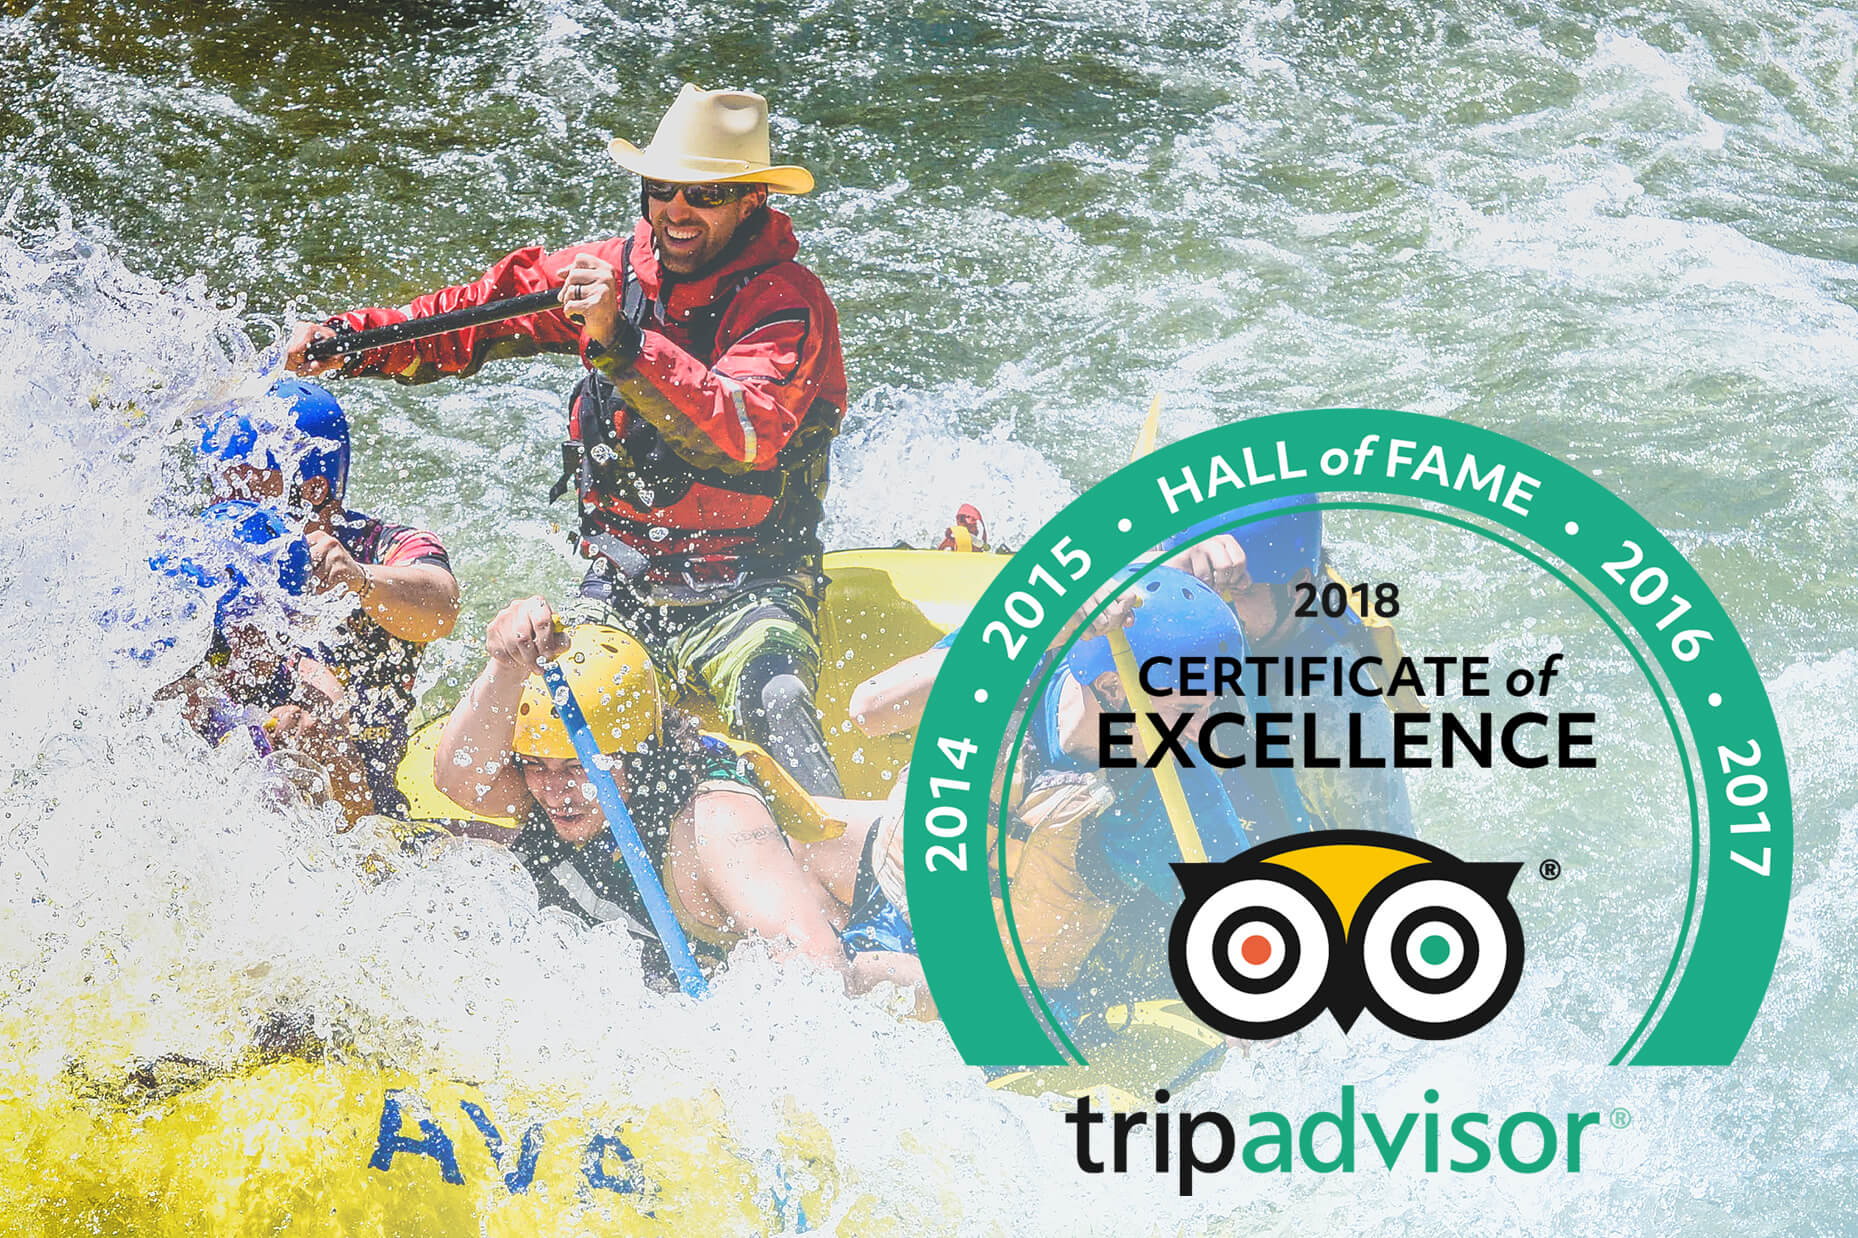 2014 • 2015 • HALL of FAME • 2016 • 2017
2018
CERTIFICATE of
EXCELLENCE
®
tripadvisor®
AVA